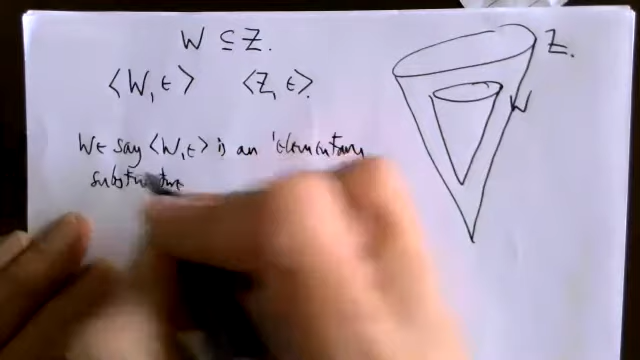 W ⊆ Z.
⟨W, ∈⟩ ⟨Z, ∈⟩.
We say ⟨W, ∈⟩ is an 'elementary
substructure
Z.
W